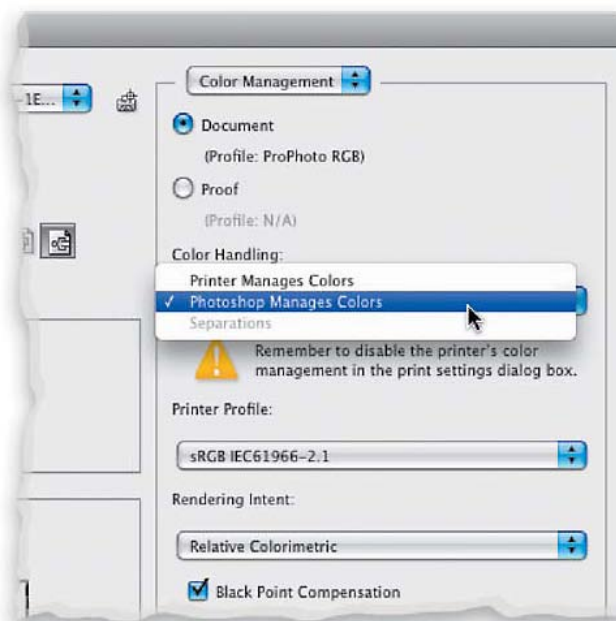 Color Management
-1E...
Document
(Profile: ProPhoto RGB)
Proof
(Profile: N/A)
Color Handling:
Printer Manages Colors
✓ Photoshop Manages Colors
Separations
Remember to disable the printer's color
management in the print settings dialog box.
Printer Profile:
sRGB IEC61966-2.1
Rendering Intent:
Relative Colorimetric
Black Point Compensation